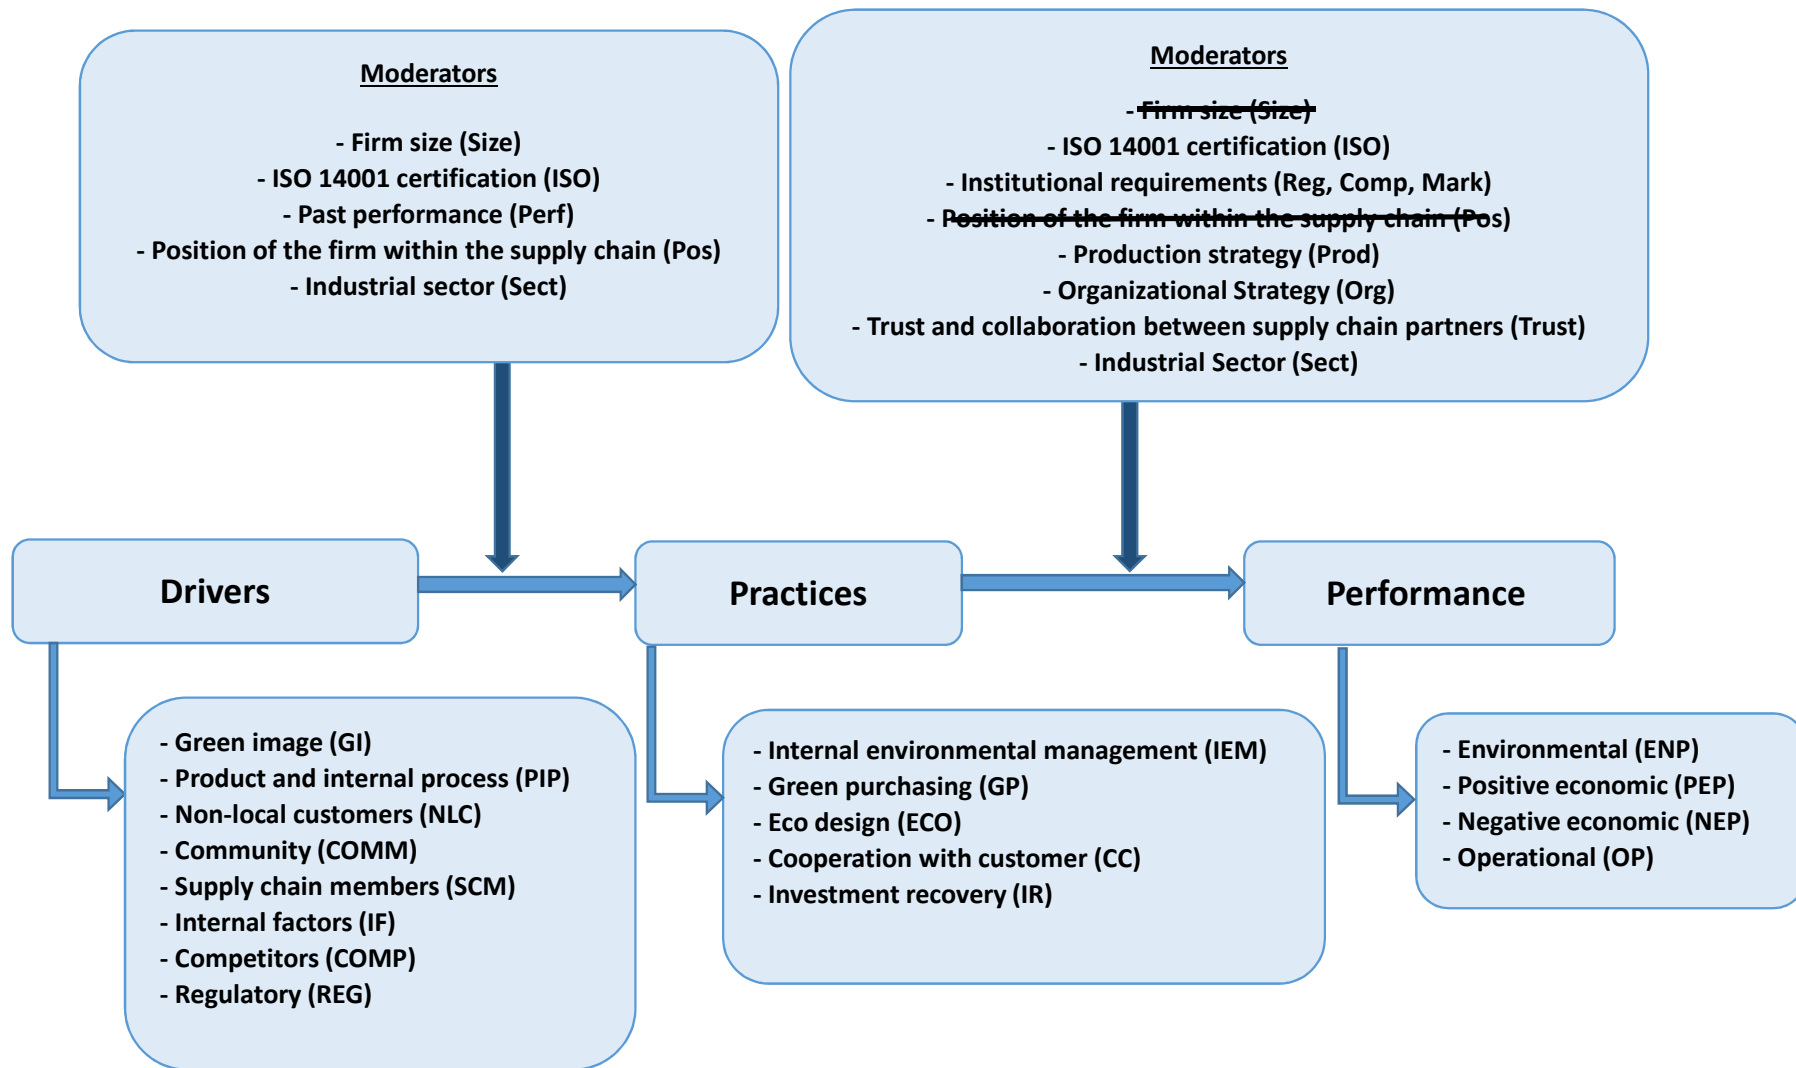 Moderators
- Firm size (Size)
- ISO 14001 certification (ISO)
- Past performance (Perf)
- Position of the firm within the supply chain (Pos)
- Industrial sector (Sect)
Moderators
- Firm size (Size)
- ISO 14001 certification (ISO)
- Institutional requirements (Reg, Comp, Mark)
- Position of the firm within the supply chain (Pos)
- Production strategy (Prod)
- Organizational Strategy (Org)
- Trust and collaboration between supply chain partners (Trust)
- Industrial Sector (Sect)
Drivers
Practices
Performance
- Green image (GI)
- Product and internal process (PIP)
- Non-local customers (NLC)
- Community (COMM)
- Supply chain members (SCM)
- Internal factors (IF)
- Competitors (COMP)
- Regulatory (REG)
- Internal environmental management (IEM)
- Green purchasing (GP)
- Eco design (ECO)
- Cooperation with customer (CC)
- Investment recovery (IR)
- Environmental (ENP)
- Positive economic (PEP)
- Negative economic (NEP)
- Operational (OP)